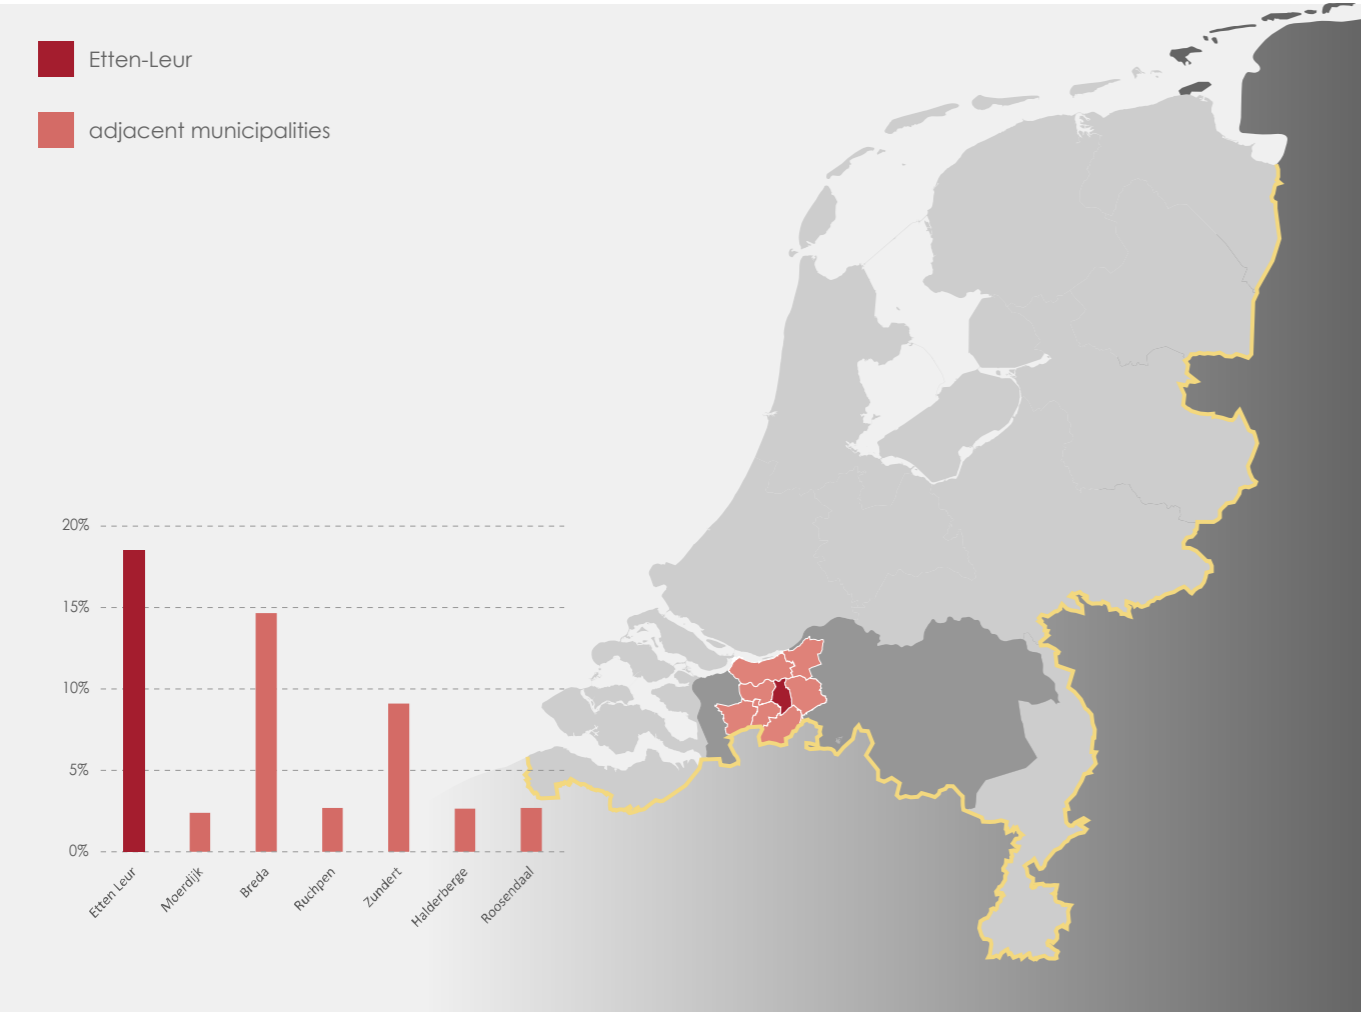 Etten-Leur
adjacent municipalities
20%
15%
10%
5%
0%
Etten Leur
Moerdijk
Breda
Ruchpen
Zundert
Halderberge
Roosendaal